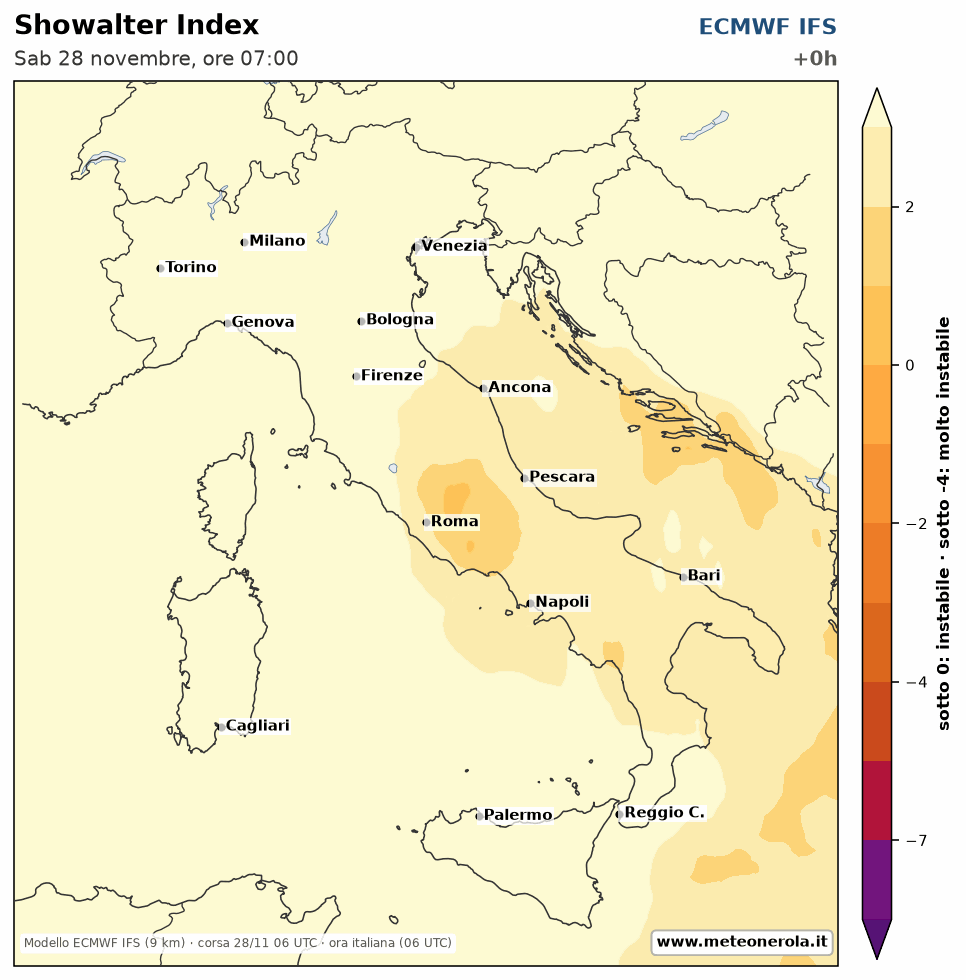 Showalter Index
ECMWF IFS
Sab 28 novembre, ore 07:00
+0h
Milano
Venezia
Torino
Genova
Bologna
Firenze
Ancona
Pescara
Roma
Bari
Napoli
Cagliari
Palermo
Reggio C.
2
0
−2
−4
−7
sotto 0: instabile · sotto -4: molto instabile
Modello ECMWF IFS (9 km) · corsa 28/11 06 UTC · ora italiana (06 UTC)
www.meteonerola.it